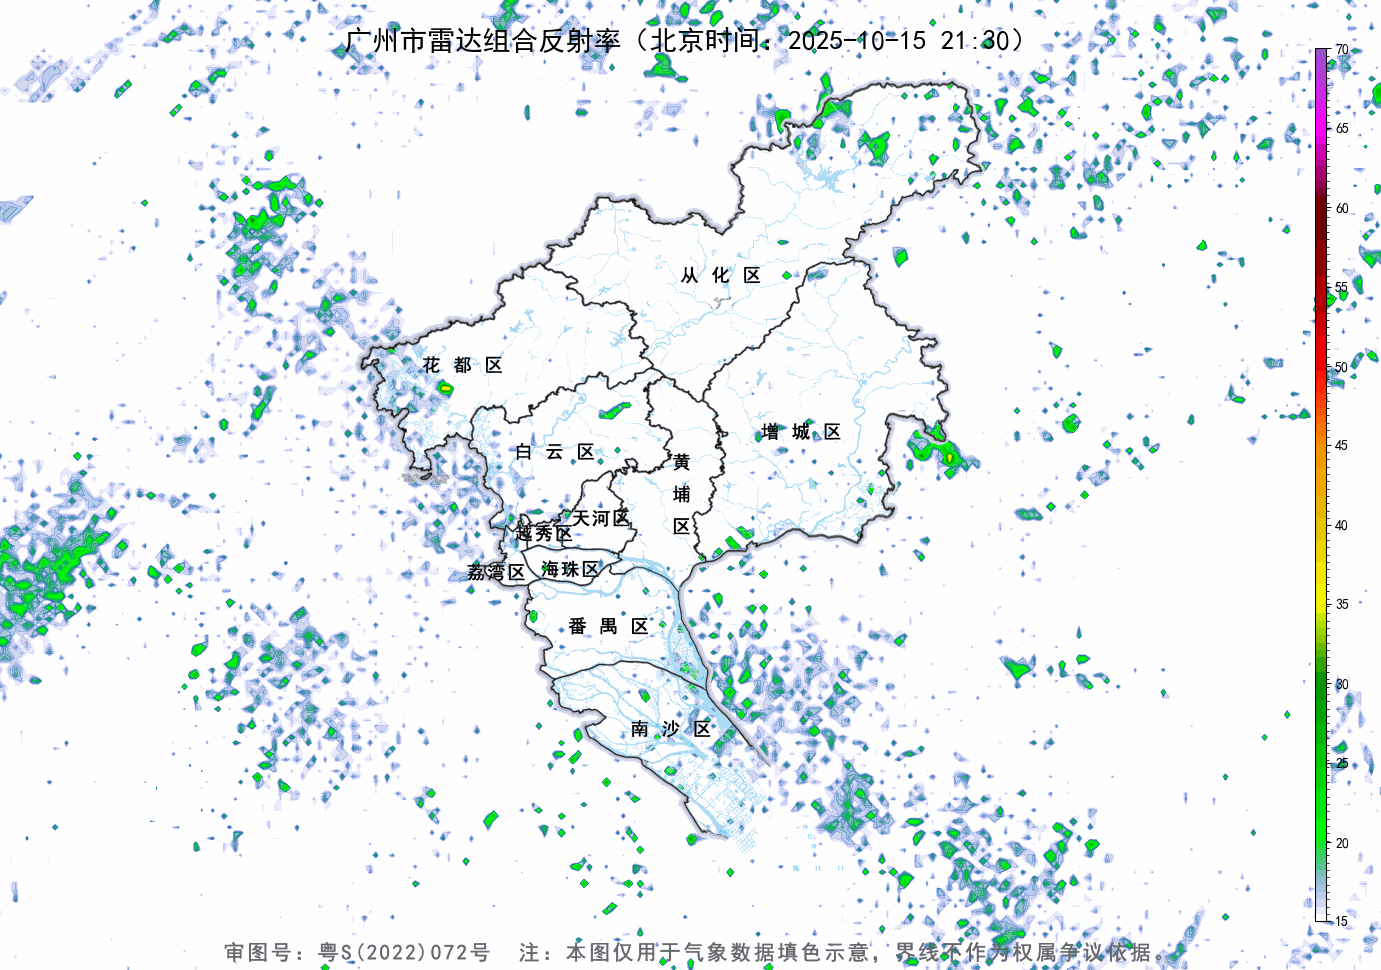 广州市雷达组合反射率（北京时间：2025-10-15 21:30）
70
65
60
55
50
45
40
35
30
25
20
15
从化区
花都区
增城区
白云区
黄埔区
天河区
越秀区
荔湾区
海珠区
番禺区
南沙区
审图号：粤S(2022)072号 注：本图仅用于气象数据填色示意，界线不作为权属争议依据。